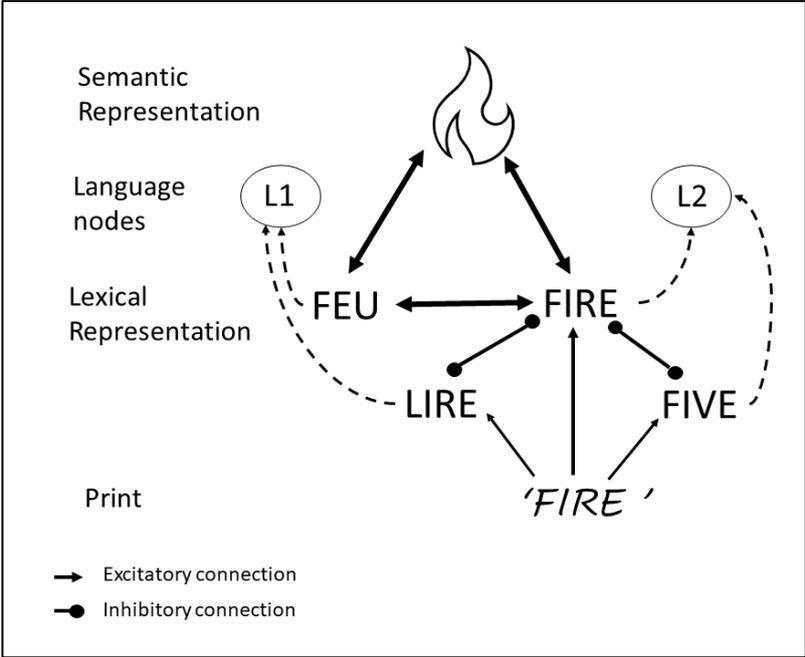 Semantic
Representation
Language
nodes
L1
L2
Lexical
Representation
FEU
FIRE
LIRE
FIVE
Print
‘FIRE ’
Excitatory connection
Inhibitory connection